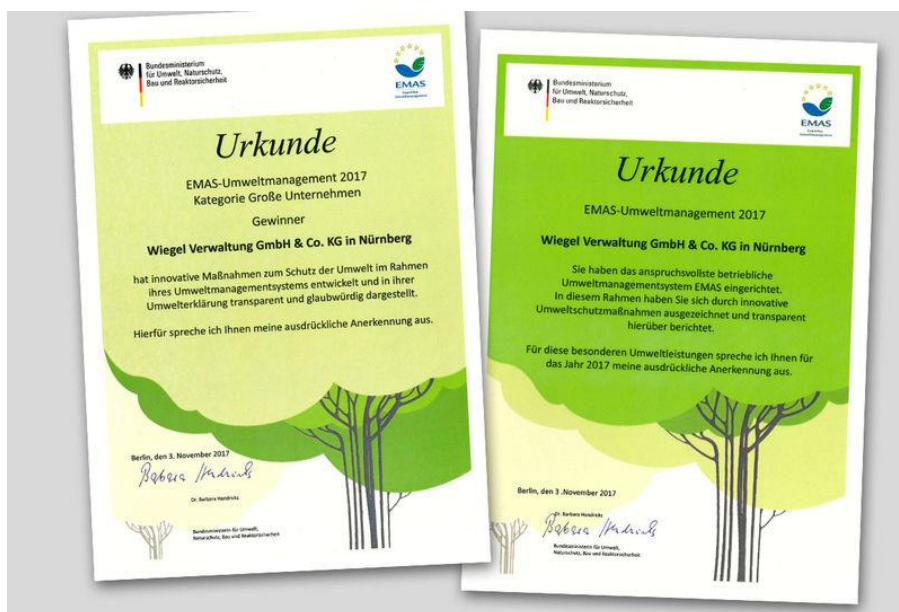 Bundesministerium
für Umwelt, Naturschutz,
Bau und Reaktorsicherheit
EMAS
Urkunde
EMAS-Umweltmanagement 2017
Kategorie Große Unternehmen
Gewinner
Wiegel Verwaltung GmbH & Co. KG in Nürnberg
hat innovative Maßnahmen zum Schutz der Umwelt im Rahmen
ihres Umweltmanagementsystems entwickelt und in ihrer
Umwelterklärung transparent und glaubwürdig dargestellt.
Hierfür spreche ich Ihnen meine ausdrückliche Anerkennung aus.
Berlin, den 3. November 2017
Barbara Hendricks
Dr. Barbara Hendricks
Bundesministerin für Umwelt,
Naturschutz, Bau und Reaktorsicherheit
Bundesministerium
für Umwelt, Naturschutz,
Bau und Reaktorsicherheit
EMAS
Urkunde
EMAS-Umweltmanagement 2017
Wiegel Verwaltung GmbH & Co. KG in Nürnberg
Sie haben das anspruchsvollste betriebliche
Umweltmanagementsystem EMAS eingerichtet.
In diesem Rahmen haben Sie sich durch innovative
Umweltschutzmaßnahmen ausgezeichnet und transparent
hierüber berichtet.
Für diese besonderen Umweltleistungen spreche ich Ihnen für
das Jahr 2017 meine ausdrückliche Anerkennung aus.
Berlin, den 3 .November 2017
Dr. Barbara Hendricks
Barbara Hendricks
Bundesministerin für Umwelt,
Naturschutz, Bau und Reaktorsicherheit